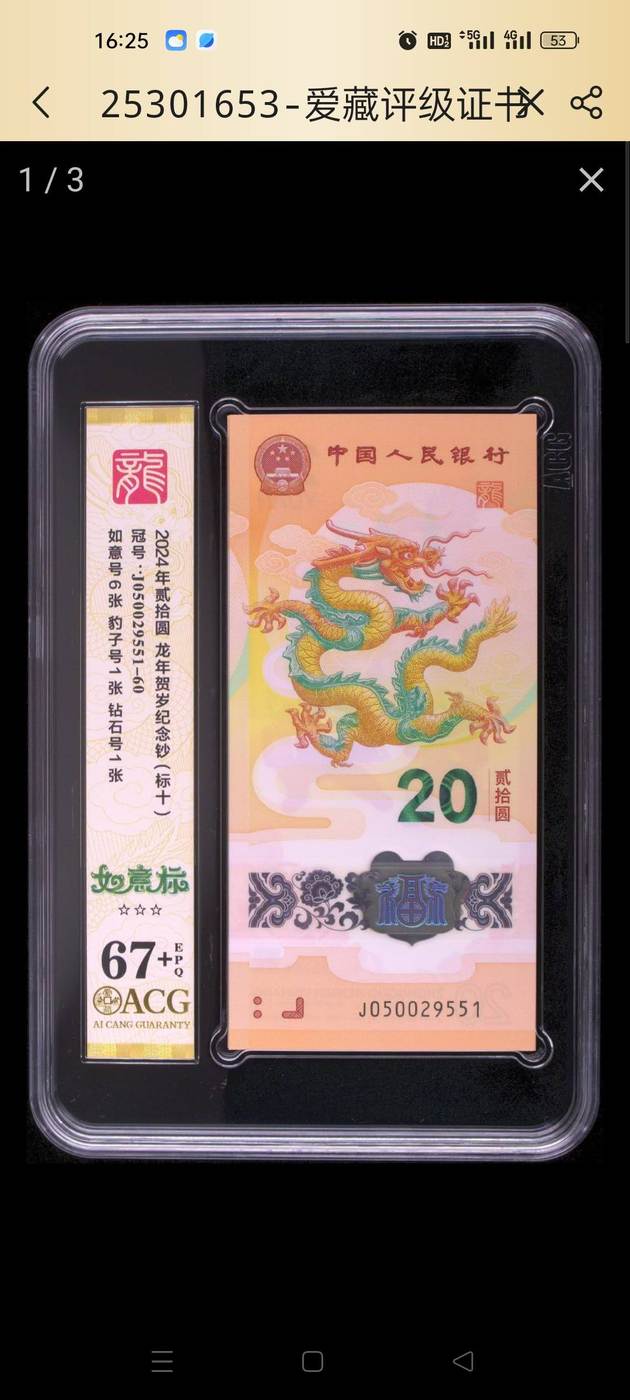 16:25
HD
5G
4G
53
25301653-爱藏评级证书
1 / 3
龍
2024年贰拾圆 龙年贺岁纪念钞(标十)
冠号:J050029551-60
如意号6张 豹子号1张 钻石号1张
如意标
☆☆☆
67+EPQ
ACG
AI CANG GUARANTY
中国人民银行
龍
20
贰拾圆
福
J050029551
ACG